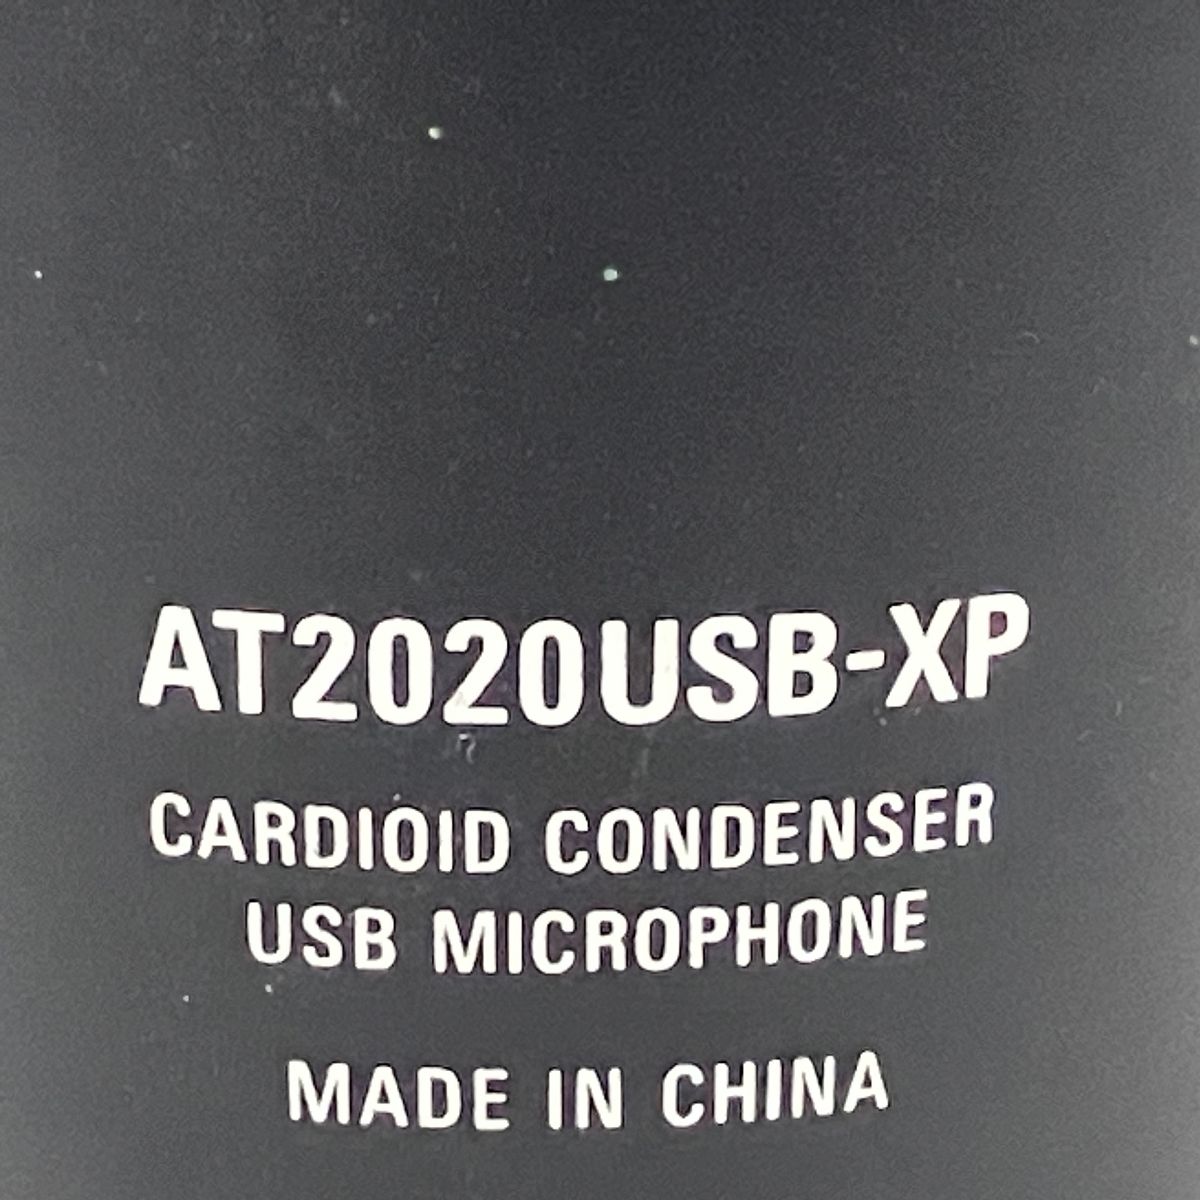 AT2020USB-XP
CARDIOID CONDENSER
USB MICROPHONE
MADE IN CHINA